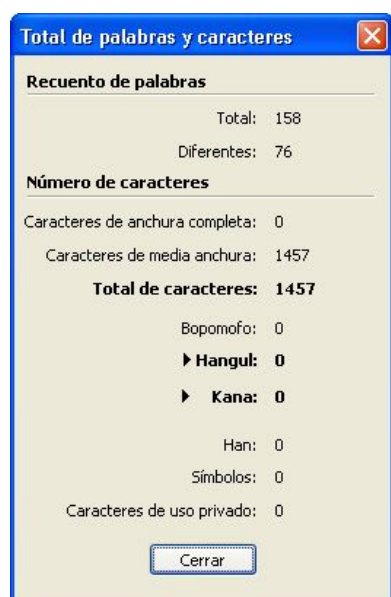 Total de palabras y caracteres
Recuento de palabras
Total: 158
Diferentes: 76
Número de caracteres
Caracteres de anchura completa: 0
Caracteres de media anchura: 1457
Total de caracteres: 1457
Bopomofo: 0
Hangul: 0
Kana: 0
Han: 0
Símbolos: 0
Caracteres de uso privado: 0
Cerrar